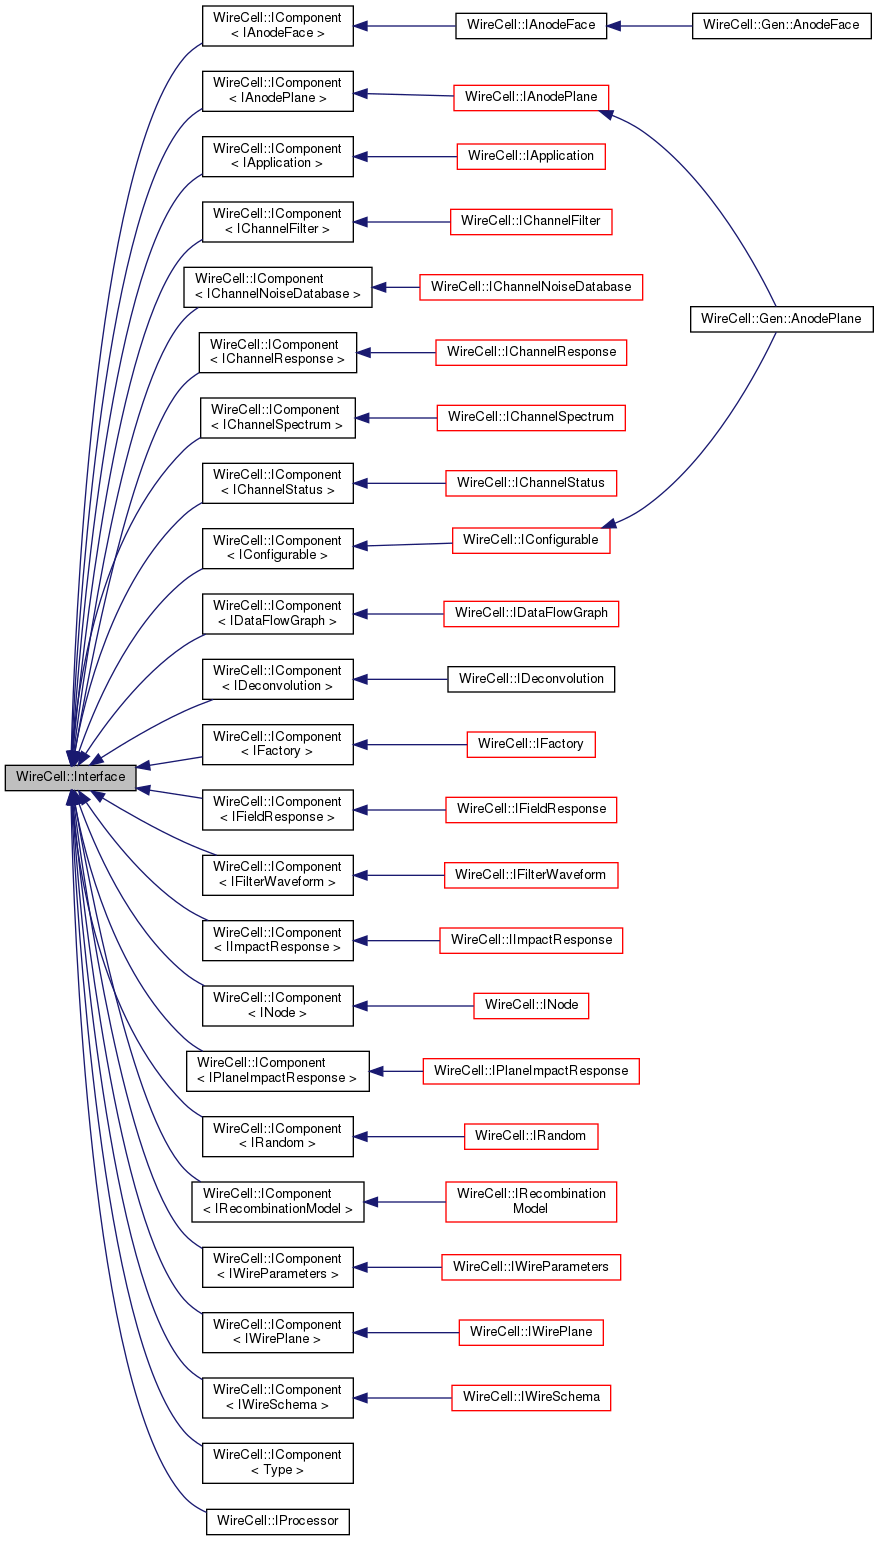 WireCell::IComponent
< IAnodeFace >
WireCell::IAnodeFace
WireCell::Gen::AnodeFace
WireCell::IComponent
< IAnodePlane >
WireCell::IAnodePlane
WireCell::IComponent
< IApplication >
WireCell::IApplication
WireCell::IComponent
< IChannelFilter >
WireCell::IChannelFilter
WireCell::IComponent
< IChannelNoiseDatabase >
WireCell::IChannelNoiseDatabase
WireCell::Gen::AnodePlane
WireCell::IComponent
< IChannelResponse >
WireCell::IChannelResponse
WireCell::IComponent
< IChannelSpectrum >
WireCell::IChannelSpectrum
WireCell::IComponent
< IChannelStatus >
WireCell::IChannelStatus
WireCell::IComponent
< IConfigurable >
WireCell::IConfigurable
WireCell::IComponent
< IDataFlowGraph >
WireCell::IDataFlowGraph
WireCell::IComponent
< IDeconvolution >
WireCell::IDeconvolution
WireCell::IComponent
< IFactory >
WireCell::IFactory
WireCell::Interface
WireCell::IComponent
< IFieldResponse >
WireCell::IFieldResponse
WireCell::IComponent
< IFilterWaveform >
WireCell::IFilterWaveform
WireCell::IComponent
< IImpactResponse >
WireCell::IImpactResponse
WireCell::IComponent
< INode >
WireCell::INode
WireCell::IComponent
< IPlaneImpactResponse >
WireCell::IPlaneImpactResponse
WireCell::IComponent
< IRandom >
WireCell::IRandom
WireCell::IComponent
< IRecombinationModel >
WireCell::IRecombination
Model
WireCell::IComponent
< IWireParameters >
WireCell::IWireParameters
WireCell::IComponent
< IWirePlane >
WireCell::IWirePlane
WireCell::IComponent
< IWireSchema >
WireCell::IWireSchema
WireCell::IComponent
< Type >
WireCell::IProcessor